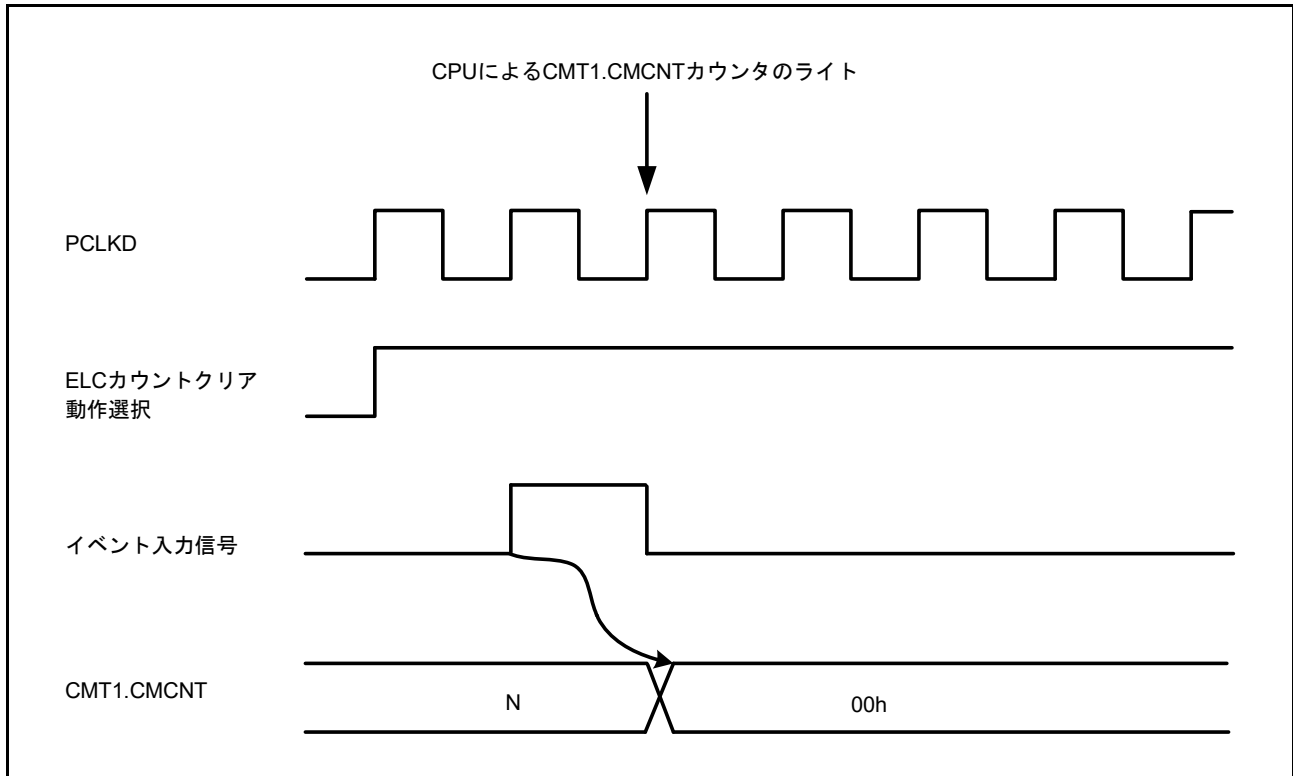 CPUによるCMT1.CMCNTカウンタのライト
PCLKD
ELCカウントクリア
動作選択
イベント入力信号
CMT1.CMCNT
N
00h